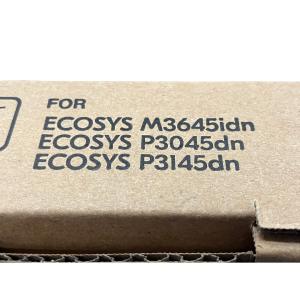 FOR
ECOSYS M3645idn
ECOSYS P3045dn
ECOSYS P3145dn